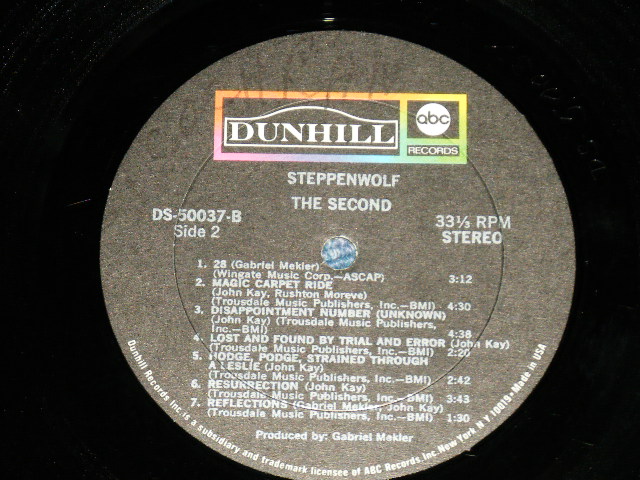 DUNHILL
abc
RECORDS
STEPPENWOLF
THE SECOND
DS-50037-B
Side 2
33⅓ RPM
STEREO
1. 28 (Gabriel Mekler)
(Wingate Music Corp.—ASCAP) 3:12
2. MAGIC CARPET RIDE
(John Kay, Rushton Moreve)
(Trousdale Music Publishers, Inc.—BMI) 4:30
3. DISAPPOINTMENT NUMBER (UNKNOWN)
(John Kay) (Trousdale Music Publishers,
Inc.—BMI) 4:38
4. LOST AND FOUND BY TRIAL AND ERROR (John Kay)
(Trousdale Music Publishers, Inc.—BMI) 2:20
5. HODGE, PODGE, STRAINED THROUGH
A LESLIE (John Kay)
(Trousdale Music Publishers, Inc.—BMI) 2:42
6. RESURRECTION (John Kay)
(Trousdale Music Publishers, Inc.—BMI) 3:43
7. REFLECTIONS (Gabriel Mekler, John Kay)
(Trousdale Music Publishers, Inc.—BMI) 1:30
Produced by: Gabriel Mekler
Dunhill Records Inc. is a subsidiary and trademark licensee of ABC Records Inc. New York N Y 10019 • Made in USA